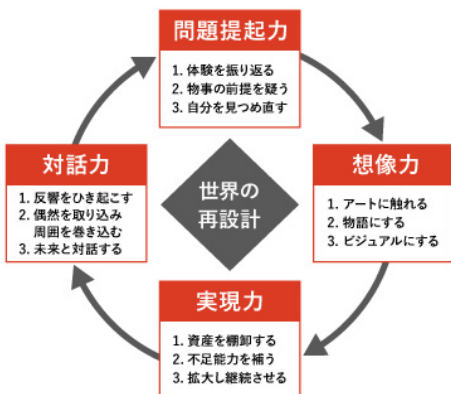 問題提起力
1. 体験を振り返る
2. 物事の前提を疑う
3. 自分を見つめ直す
対話力
1. 反響をひき起こす
2. 偶然を取り込み
周囲を巻き込む
3. 未来と対話する
世界の
再設計
想像力
1. アートに触れる
2. 物語にする
3. ビジュアルにする
実現力
1. 資産を棚卸する
2. 不足能力を補う
3. 拡大し継続させる